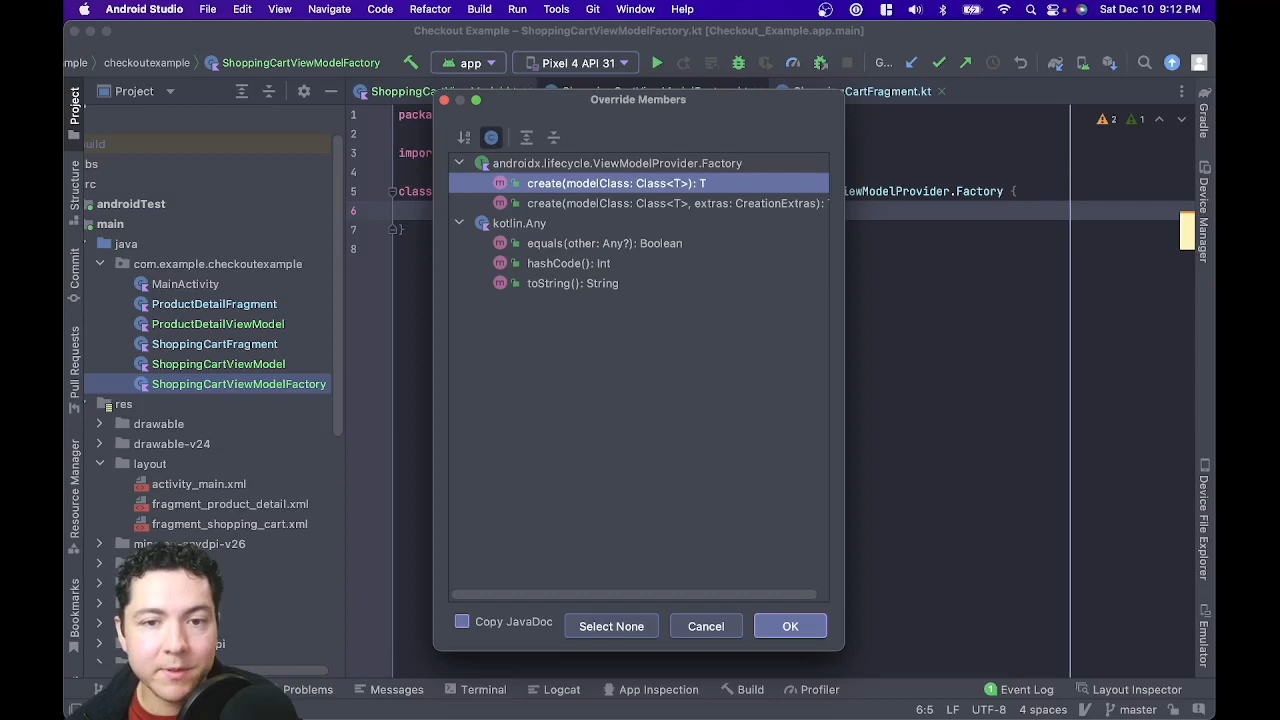 Android Studio File Edit View Navigate Code Refactor Build Run Tools Git Window Help Sat Dec 10 9:12 PM
Checkout Example – ShoppingCartViewModelFactory.kt [Checkout_Example.app.main]
mple checkoutexample ShoppingCartViewModelFactory app Pixel 4 API 31 G...
Project
CartFragment.kt
Override Members
1 packa
2
3 impor
4
5 class
iewModelProvider.Factory {
6
7 }
8
2 1
uild
bs
rc
androidTest
main
java
com.example.checkoutexample
MainActivity
ProductDetailFragment
ProductDetailViewModel
ShoppingCartFragment
ShoppingCartViewModel
ShoppingCartViewModelFactory
res
drawable
drawable-v24
layout
activity_main.xml
fragment_product_detail.xml
fragment_shopping_cart.xml
androidx.lifecycle.ViewModelProvider.Factory
create(modelClass: Class<T>): T
create(modelClass: Class<T>, extras: CreationExtras):
kotlin.Any
equals(other: Any?): Boolean
hashCode(): Int
toString(): String
Copy JavaDoc Select None Cancel OK
Project
Structure
Commit
Pull Requests
Resource Manager
Bookmarks
Gradle
Device Manager
Device File Explorer
Emulator
Problems Messages Terminal Logcat App Inspection Build Profiler Event Log Layout Inspector
6:5 LF UTF-8 4 spaces master